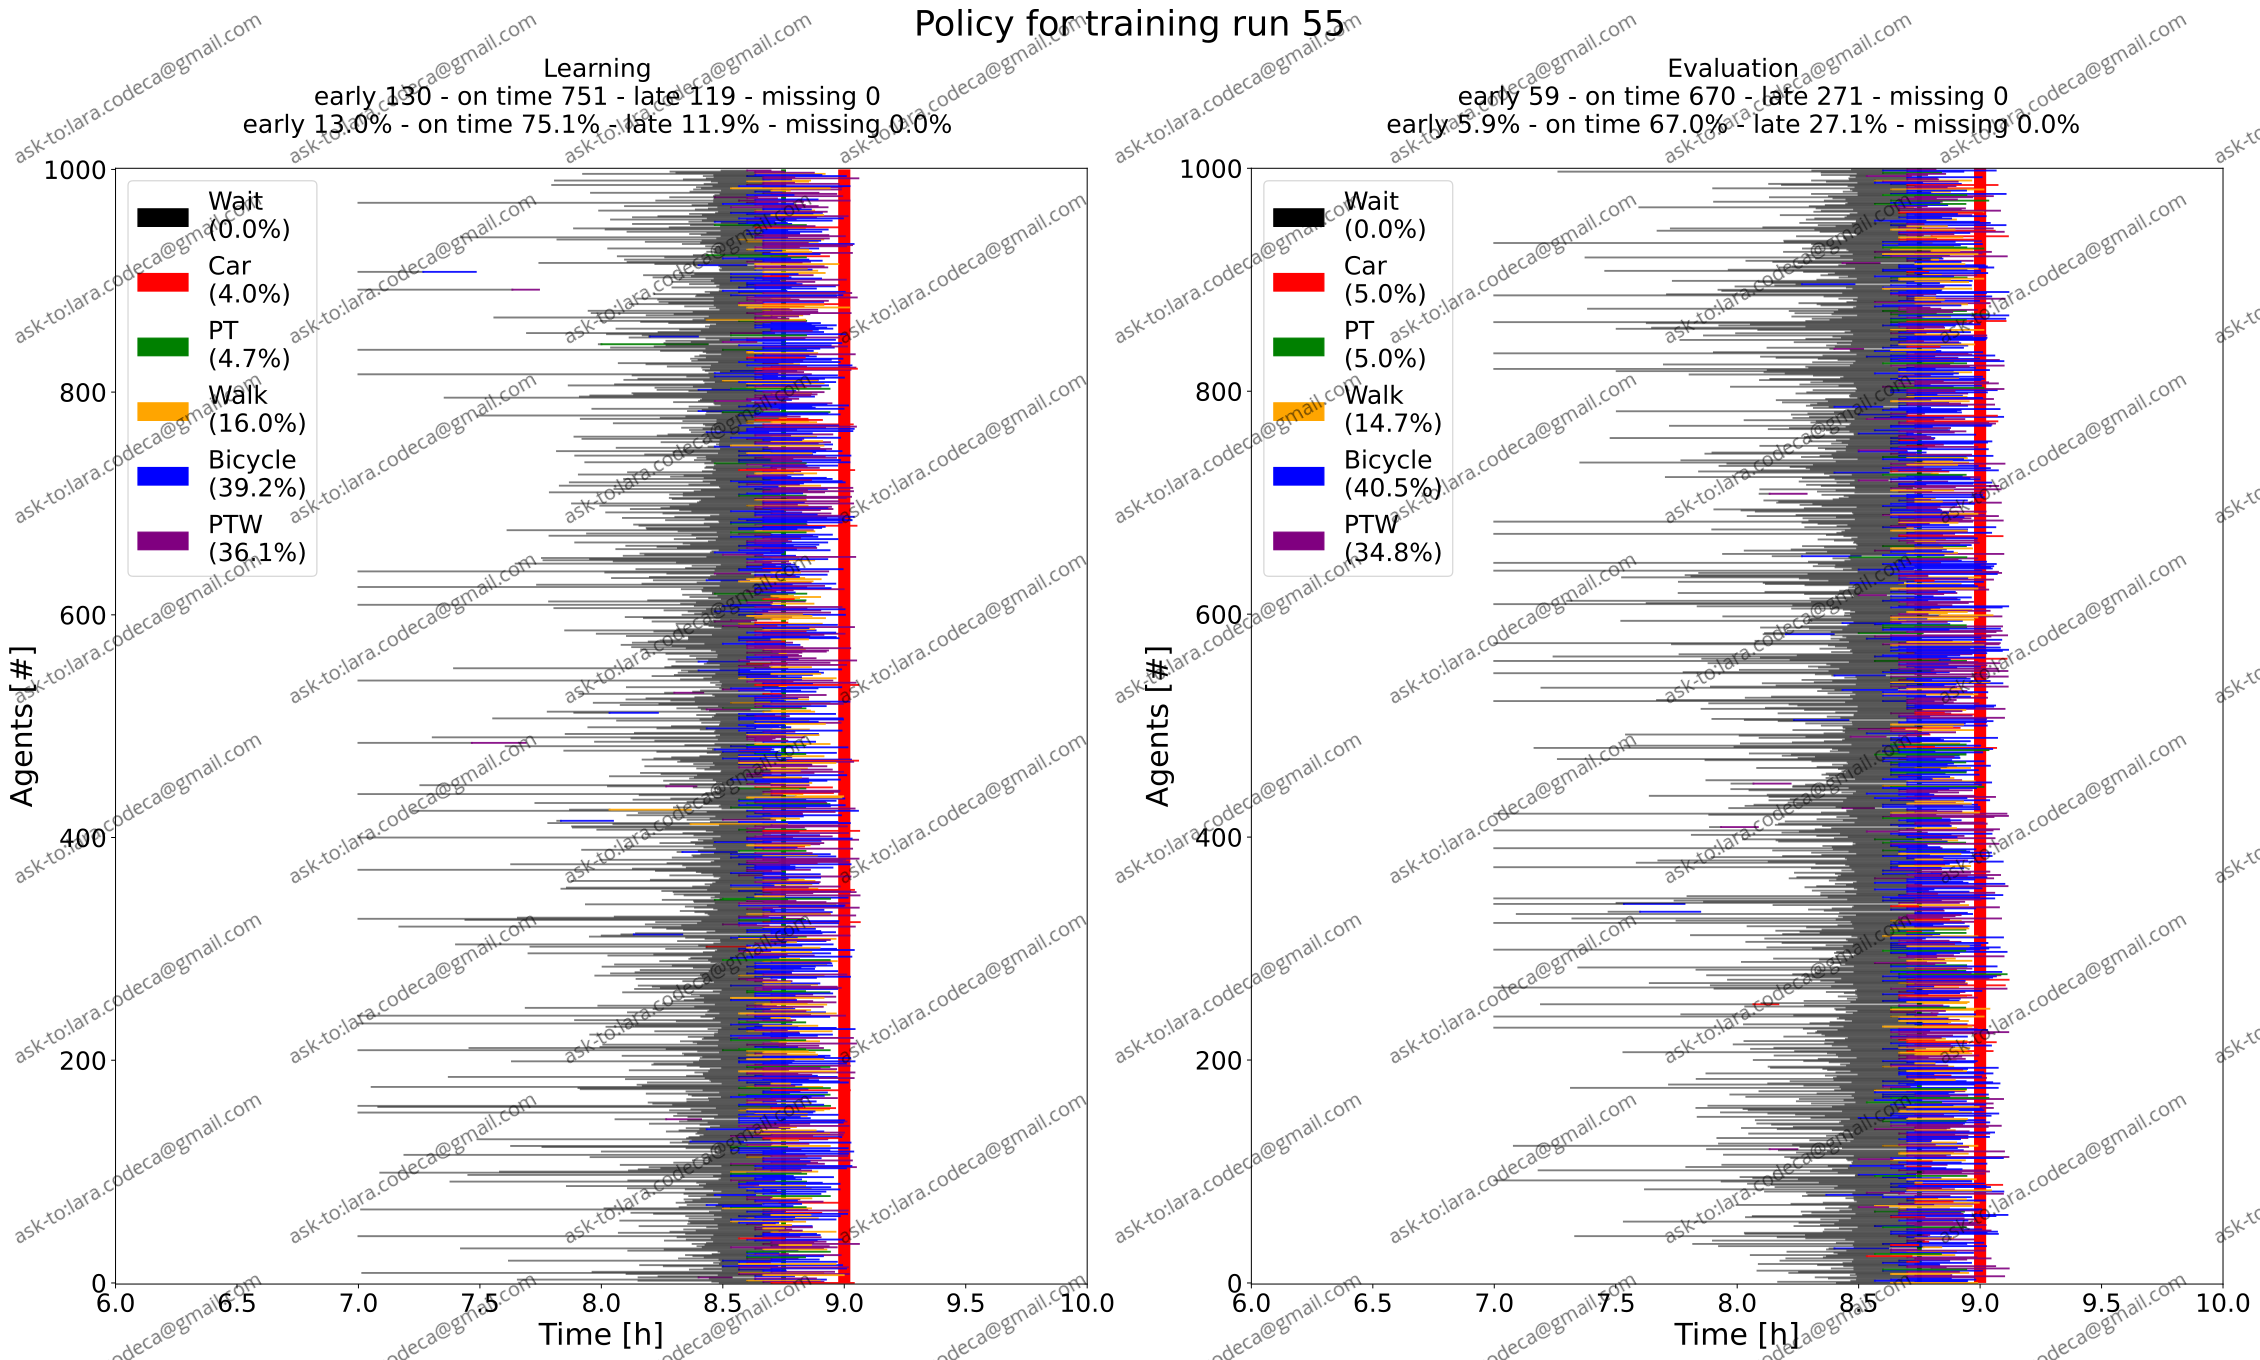 Policy for training run 55
Learning
early 130 - on time 751 - late 119 - missing 0
early 13.0% - on time 75.1% - late 11.9% - missing 0.0%
1000
800
600
400
200
0
Agents [#]
Wait
(0.0%)
Car
(4.0%)
PT
(4.7%)
Walk
(16.0%)
Bicycle
(39.2%)
PTW
(36.1%)
6.0 6.5 7.0 7.5 8.0 8.5 9.0 9.5 10.0
Time [h]
Evaluation
early 59 - on time 670 - late 271 - missing 0
early 5.9% - on time 67.0% - late 27.1% - missing 0.0%
1000
800
600
400
200
0
Agents [#]
Wait
(0.0%)
Car
(5.0%)
PT
(5.0%)
Walk
(14.7%)
Bicycle
(40.5%)
PTW
(34.8%)
6.0 6.5 7.0 7.5 8.0 8.5 9.0 9.5 10.0
Time [h]
ask-to:lara.codeca@gmail.com